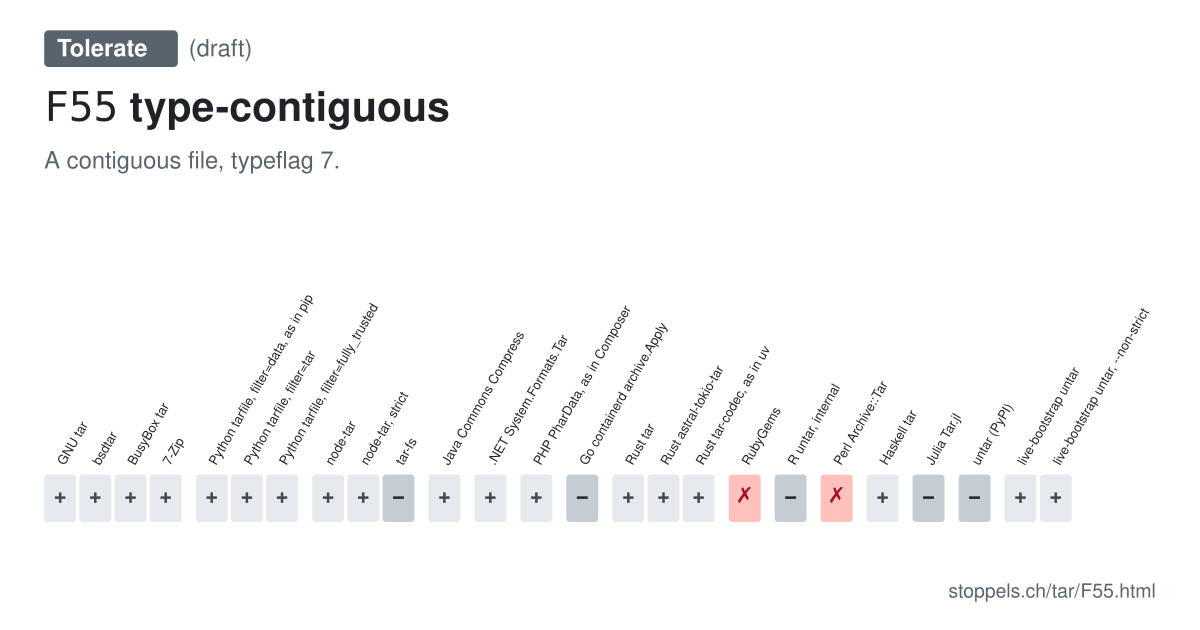 Tolerate (draft)
F55 type-contiguous
A contiguous file, typeflag 7.
GNU tar
bsdtar
BusyBox tar
7-Zip
Python tarfile, filter=data, as in pip
Python tarfile, filter=tar
Python tarfile, filter=fully_trusted
node-tar
node-tar, strict
tar-fs
Java Commons Compress
.NET System.Formats.Tar
PHP PharData, as in Composer
Go containerd archive.Apply
Rust tar
Rust astral-tokio-tar
Rust tar-codec, as in uv
RubyGems
R untar, internal
Perl Archive::Tar
Haskell tar
Julia Tar.jl
untar (PyPI)
live-bootstrap untar
live-bootstrap untar, --non-strict
+ + + + + + + + + − + + + − + + + ✗ − ✗ + − − + +
stoppels.ch/tar/F55.html